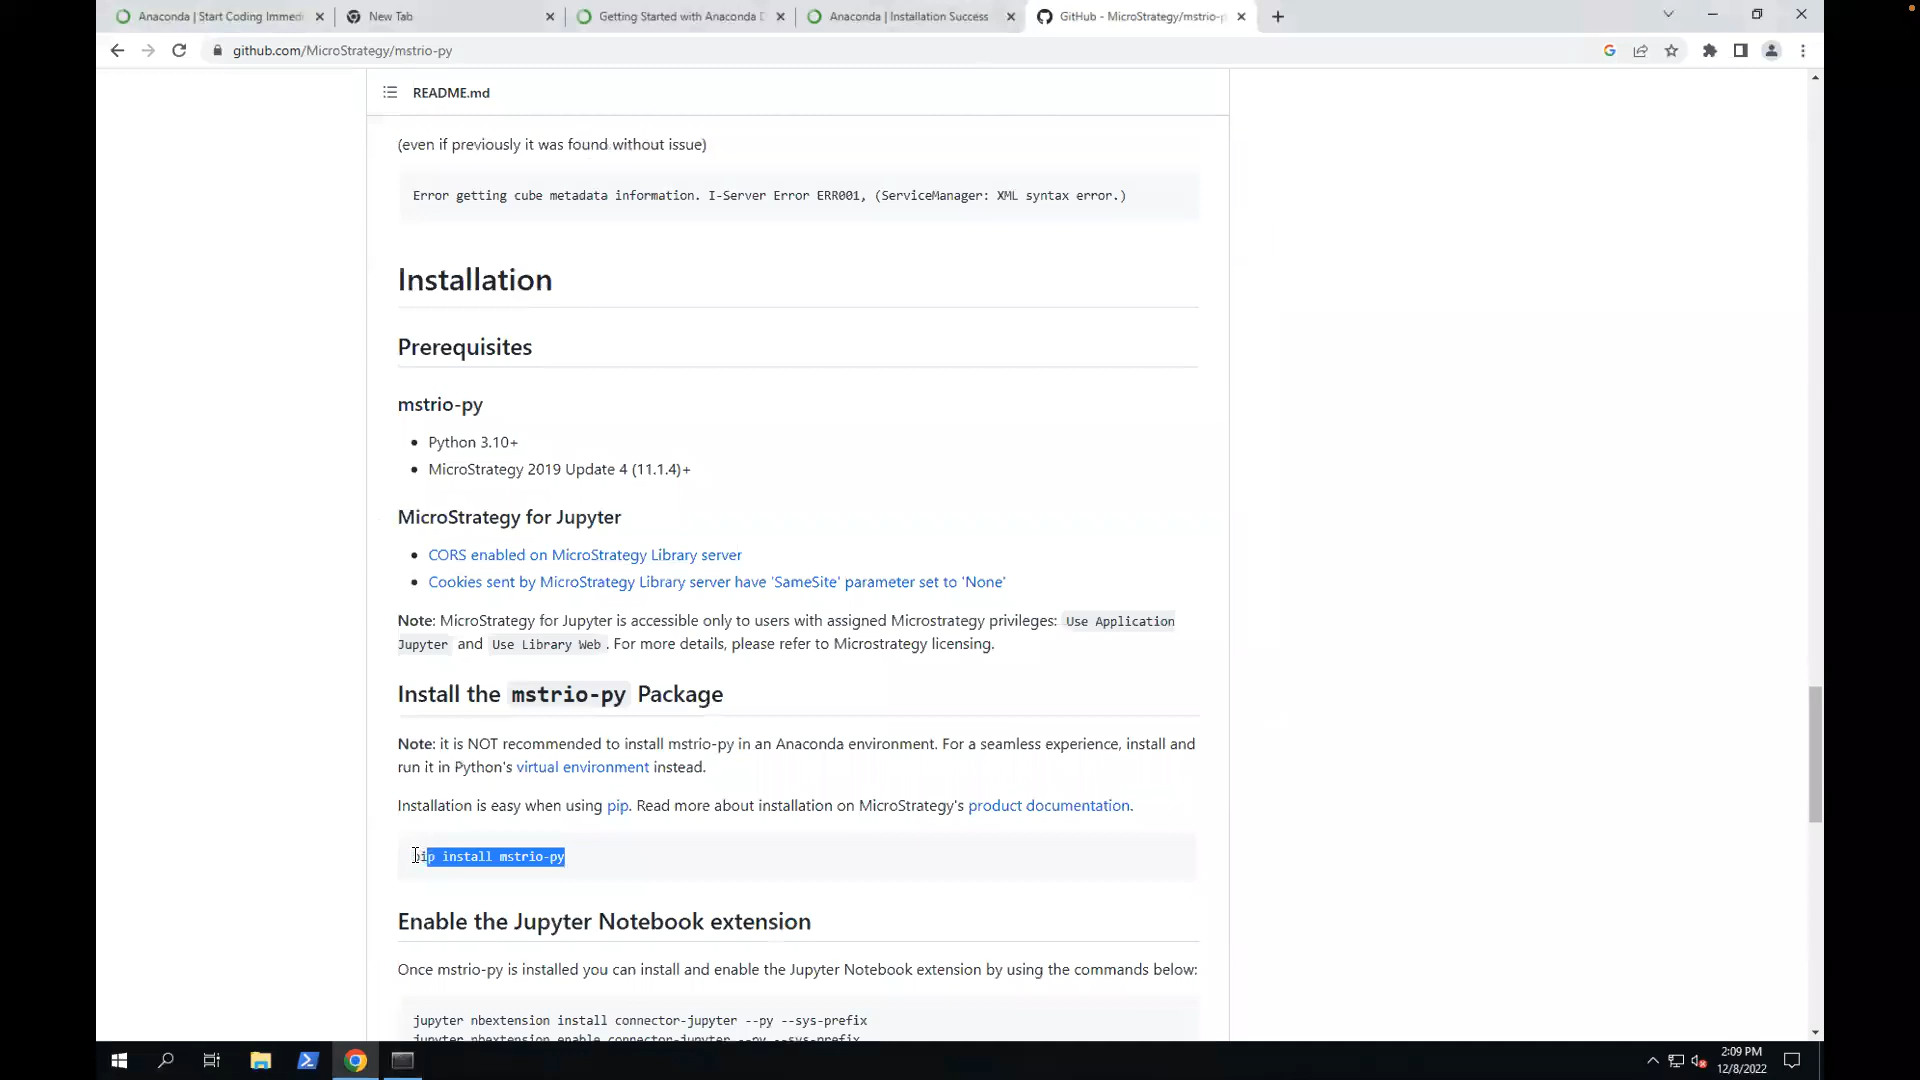 Anaconda | Start Coding Immedi
New Tab
Getting Started with Anaconda D
Anaconda | Installation Success
GitHub - MicroStrategy/mstrio-p
github.com/MicroStrategy/mstrio-py
README.md
(even if previously it was found without issue)
Error getting cube metadata information. I-Server Error ERR001, (ServiceManager: XML syntax error.)
Installation
Prerequisites
mstrio-py
Python 3.10+
MicroStrategy 2019 Update 4 (11.1.4)+
MicroStrategy for Jupyter
CORS enabled on MicroStrategy Library server
Cookies sent by MicroStrategy Library server have 'SameSite' parameter set to 'None'
Note: MicroStrategy for Jupyter is accessible only to users with assigned Microstrategy privileges: Use Application
Jupyter and Use Library Web . For more details, please refer to Microstrategy licensing.
Install the mstrio-py Package
Note: it is NOT recommended to install mstrio-py in an Anaconda environment. For a seamless experience, install and
run it in Python's virtual environment instead.
Installation is easy when using pip. Read more about installation on MicroStrategy's product documentation.
pip install mstrio-py
Enable the Jupyter Notebook extension
Once mstrio-py is installed you can install and enable the Jupyter Notebook extension by using the commands below:
jupyter nbextension install connector-jupyter --py --sys-prefix
jupyter nbextension enable connector-jupyter --py --sys-prefix
2:09 PM
12/8/2022